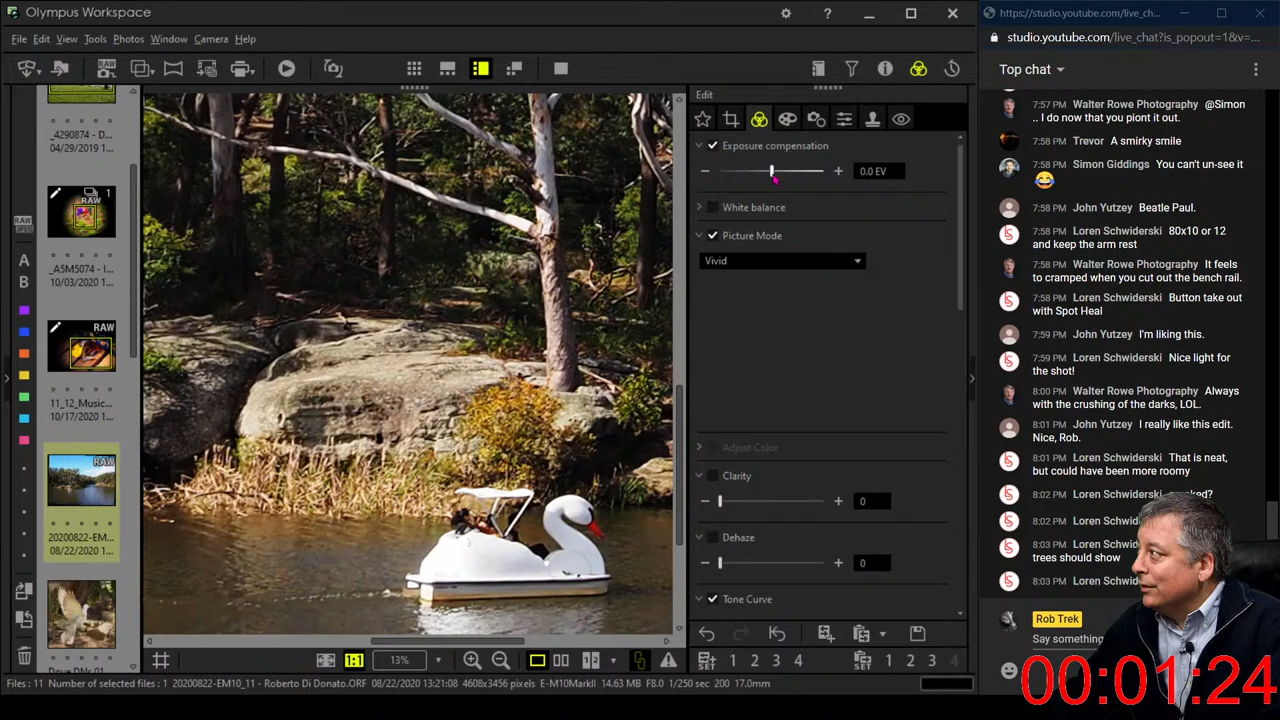 Olympus Workspace
File Edit View Tools Photos Window Camera Help
RAW
Edit
_4290874 - D...
04/29/2019 1...
1
RAW
_A5M5074 - I...
10/03/2020 1...
RAW
JPEG
A
B
RAW
11_12_Music...
10/17/2020 1...
RAW
20200822-EM...
08/22/2020 1...
Exposure compensation
0.0 EV
White balance
Picture Mode
Vivid
Adjust Color
Clarity
0
Dehaze
0
Tone Curve
1:1
13%
1 2 3 4
1 2 3 4
Files : 11 Number of selected files : 1 20200822-EM10_11 - Roberto Di Donato.ORF 08/22/2020 13:21:08 4608x3456 pixels E-M10MarkII 14.63 MB F8.0 1/250 sec 200 17.0mm
https://studio.youtube.com/live_ch...
studio.youtube.com/live_chat?is_popout=1&v=...
Top chat
7:57 PM Walter Rowe Photography @Simon
.. I do now that you piont it out.
7:58 PM Trevor A smirky smile
7:58 PM Simon Giddings You can't un-see it
7:58 PM John Yutzey Beatle Paul.
7:58 PM Loren Schwiderski 80x10 or 12
and keep the arm rest
7:58 PM Walter Rowe Photography It feels
to cramped when you cut out the bench rail.
7:58 PM Loren Schwiderski Button take out
with Spot Heal
7:59 PM John Yutzey I'm liking this.
7:59 PM Loren Schwiderski Nice light for
the shot!
8:00 PM Walter Rowe Photography Always
with the crushing of the darks, LOL.
8:01 PM John Yutzey I really like this edit.
Nice, Rob.
8:01 PM Loren Schwiderski That is neat,
but could have been more roomy
8:02 PM Loren Schwiderski
8:02 PM Loren
8:03 PM Loren Schwiderski
trees should show
8:03 PM Loren Schwiderski
Rob Trek
Say something
00:01:24